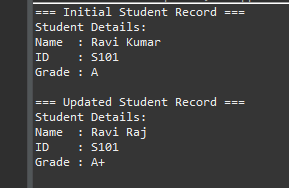 === Initial Student Record ===
Student Details:
Name  : Ravi Kumar
ID    : S101
Grade : A

=== Updated Student Record ===
Student Details:
Name  : Ravi Raj
ID    : S101
Grade : A+